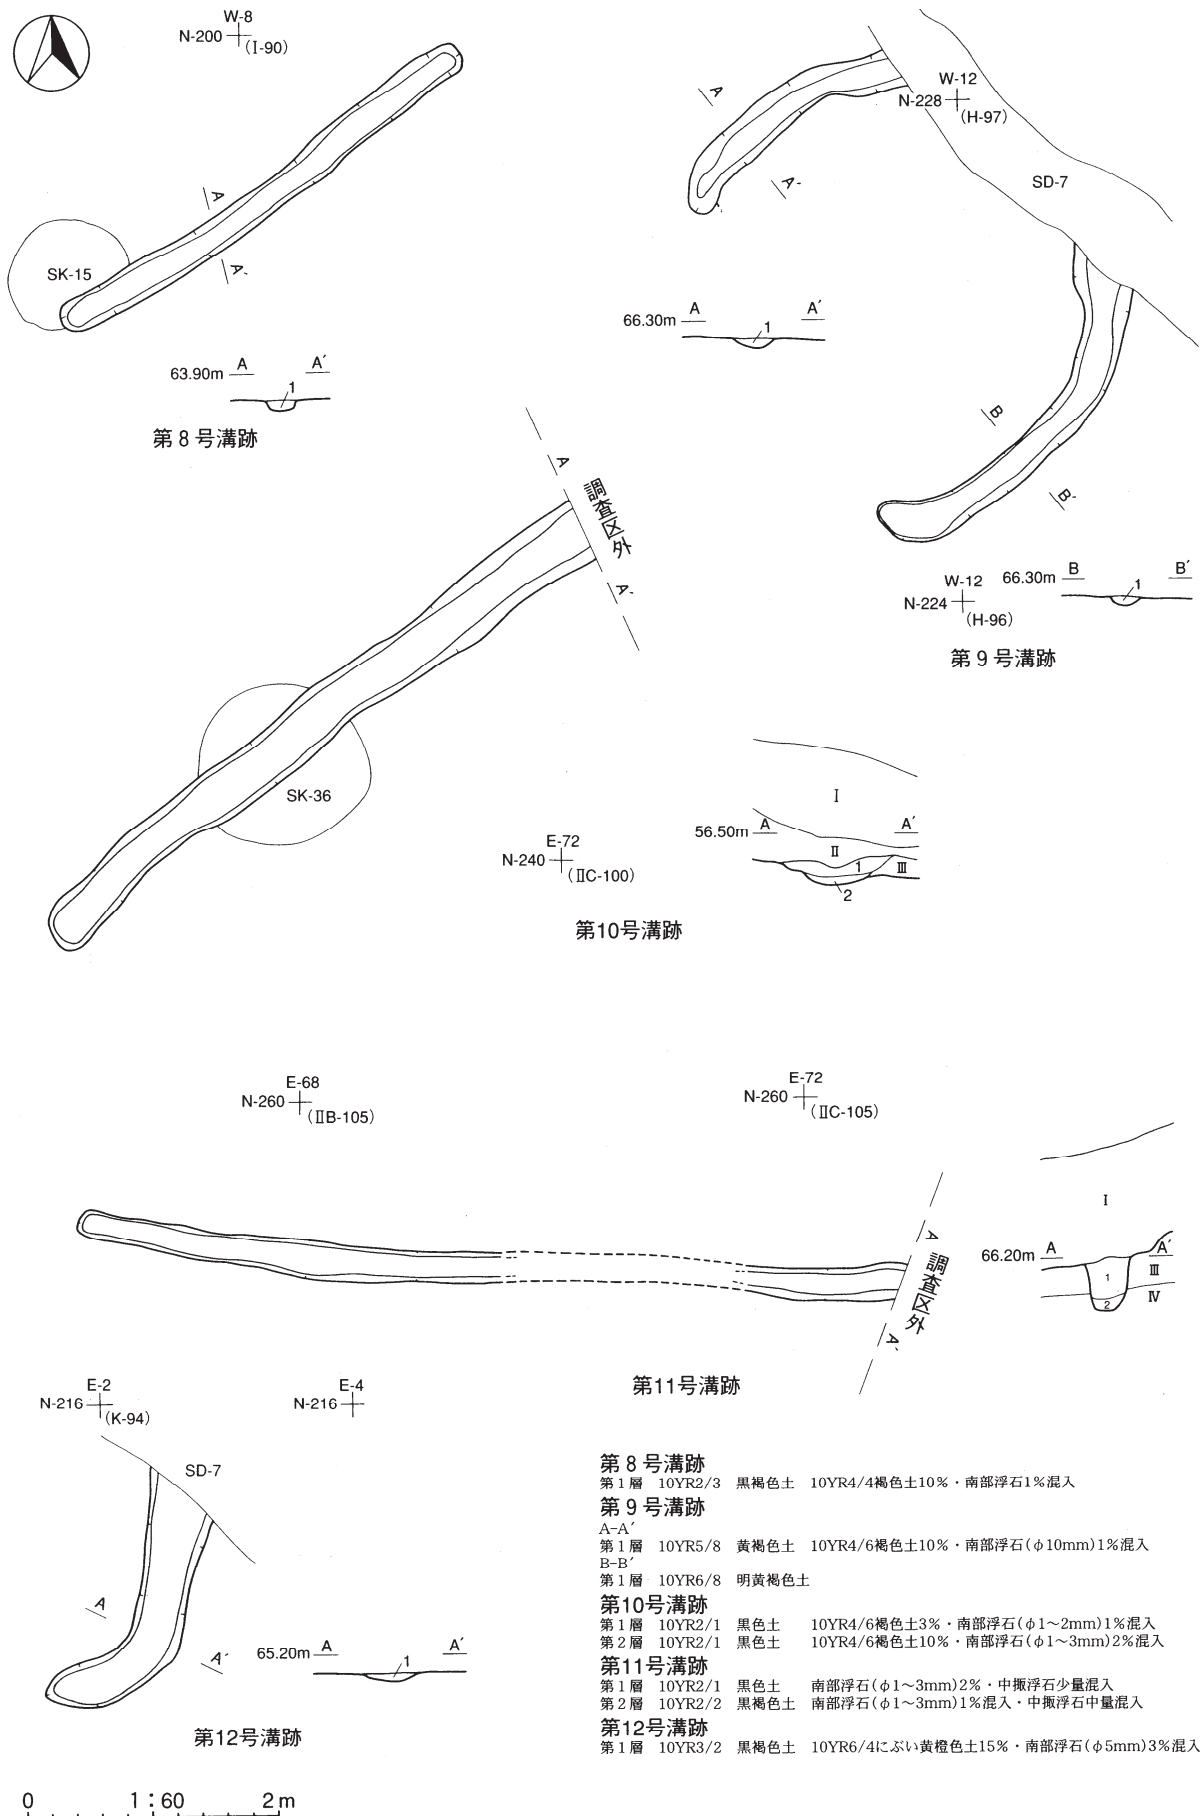 W-8
N-200
(I-90)
A
A′
SK-15
63.90m A A′
1
第8号溝跡
W-12
N-228
(H-97)
SD-7
A
A′
66.30m A A′
1
B
B′
W-12
N-224
(H-96)
66.30m B B′
1
第9号溝跡
A
調査区外
A′
SK-36
E-72
N-240
(ⅡC-100)
Ⅰ
56.50m A A′
Ⅱ
1
Ⅲ
2
第10号溝跡
E-68
N-260
(ⅡB-105)
E-72
N-260
(ⅡC-105)
A
調査区外
A′
Ⅰ
66.20m A A′
1
Ⅲ
2
Ⅳ
第11号溝跡
E-2
N-216
(K-94)
E-4
N-216
SD-7
A
A′
65.20m A A′
1
第12号溝跡
第8号溝跡
第1層 10YR2/3 黒褐色土 10YR4/4褐色土10%・南部浮石1%混入
第9号溝跡
A-A′
第1層 10YR5/8 黄褐色土 10YR4/6褐色土10%・南部浮石(φ10mm)1%混入
B-B′
第1層 10YR6/8 明黄褐色土
第10号溝跡
第1層 10YR2/1 黒色土 10YR4/6褐色土3%・南部浮石(φ1～2mm)1%混入
第2層 10YR2/1 黒色土 10YR4/6褐色土10%・南部浮石(φ1～3mm)2%混入
第11号溝跡
第1層 10YR2/1 黒色土 南部浮石(φ1～3mm)2%・中掫浮石少量混入
第2層 10YR2/2 黒褐色土 南部浮石(φ1～3mm)1%混入・中掫浮石中量混入
第12号溝跡
第1層 10YR3/2 黒褐色土 10YR6/4にぶい黄橙色土15%・南部浮石(φ5mm)3%混入
0 1:60 2m